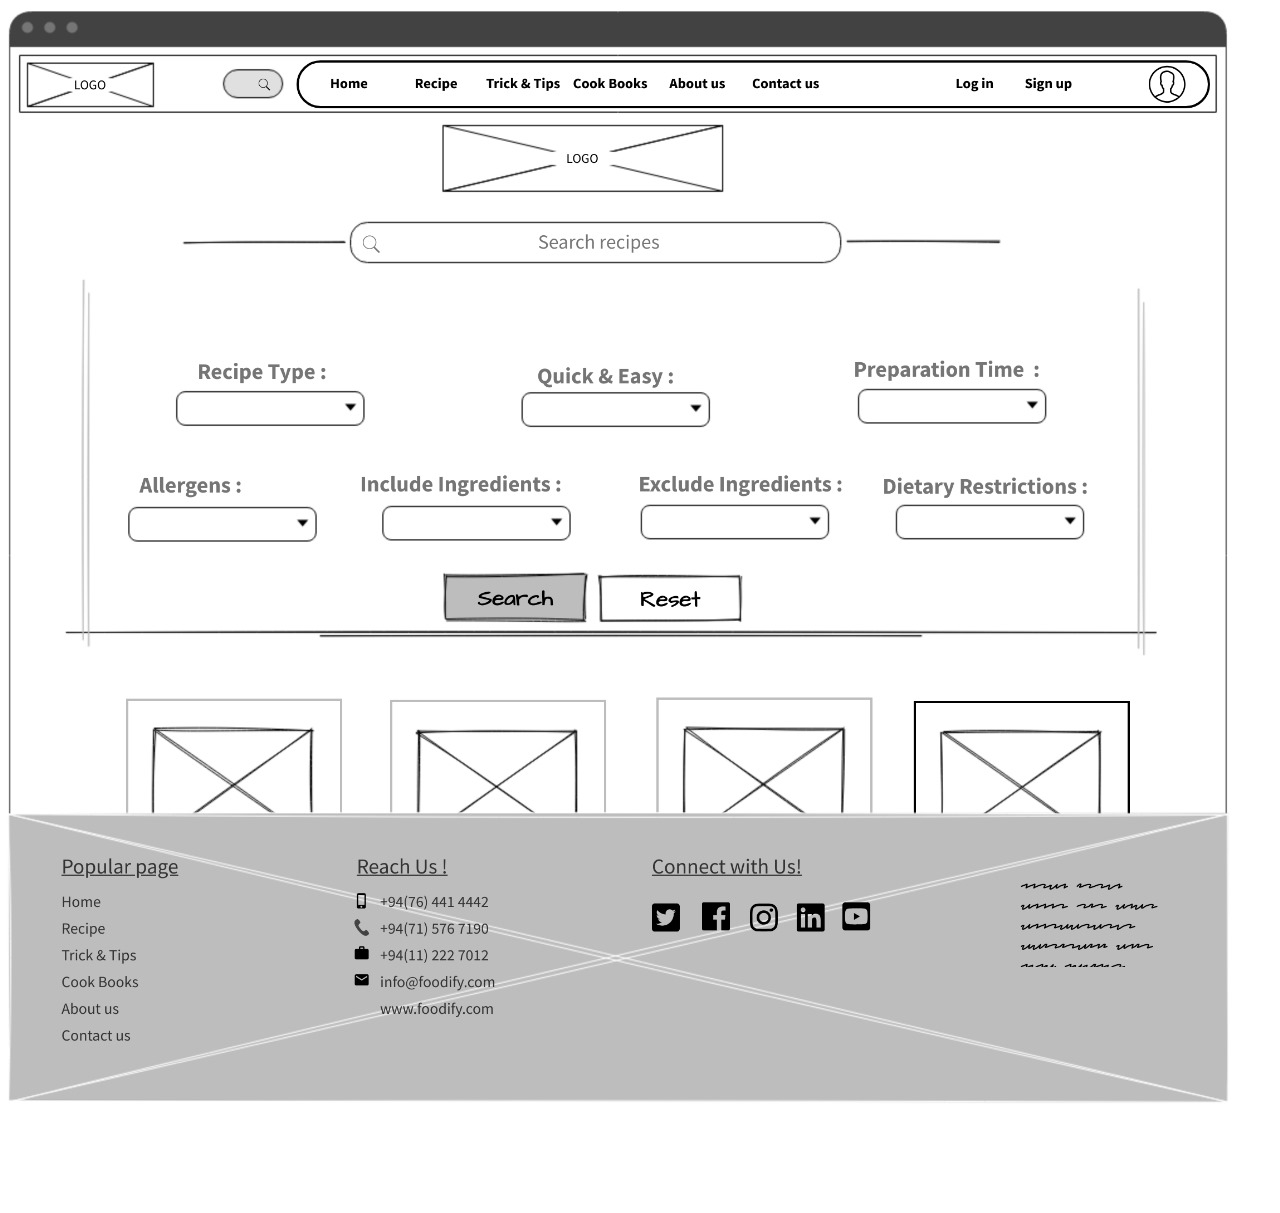 LOGO
Home Recipe Trick & Tips Cook Books About us Contact us Log in Sign up
LOGO
Search recipes
Recipe Type : Quick & Easy : Preparation Time :
Allergens : Include Ingredients : Exclude Ingredients : Dietary Restrictions :
Search Reset
Popular page
Home
Recipe
Trick & Tips
Cook Books
About us
Contact us
Reach Us !
+94(76) 441 4442
+94(71) 576 7190
+94(11) 222 7012
info@foodify.com
www.foodify.com
Connect with Us!